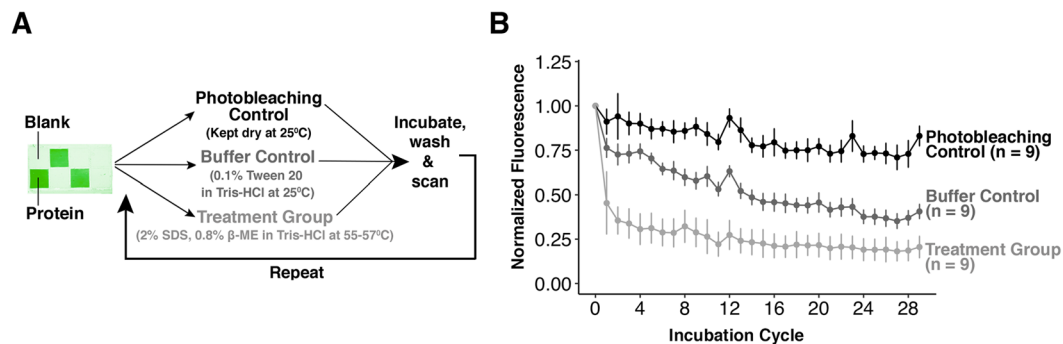 A
Blank
Protein
Photobleaching
Control
(Kept dry at 25⁰C)
Buffer Control
(0.1% Tween 20
in Tris-HCl at 25⁰C)
Treatment Group
(2% SDS, 0.8% β-ME in Tris-HCl at 55-57⁰C)
Incubate,
wash
&
scan
Repeat
B
Normalized Fluorescence
1.25
1.00
0.75
0.50
0.25
0.00
0 4 8 12 16 20 24 28
Incubation Cycle
Photobleaching
Control (n = 9)
Buffer Control
(n = 9)
Treatment Group
(n = 9)